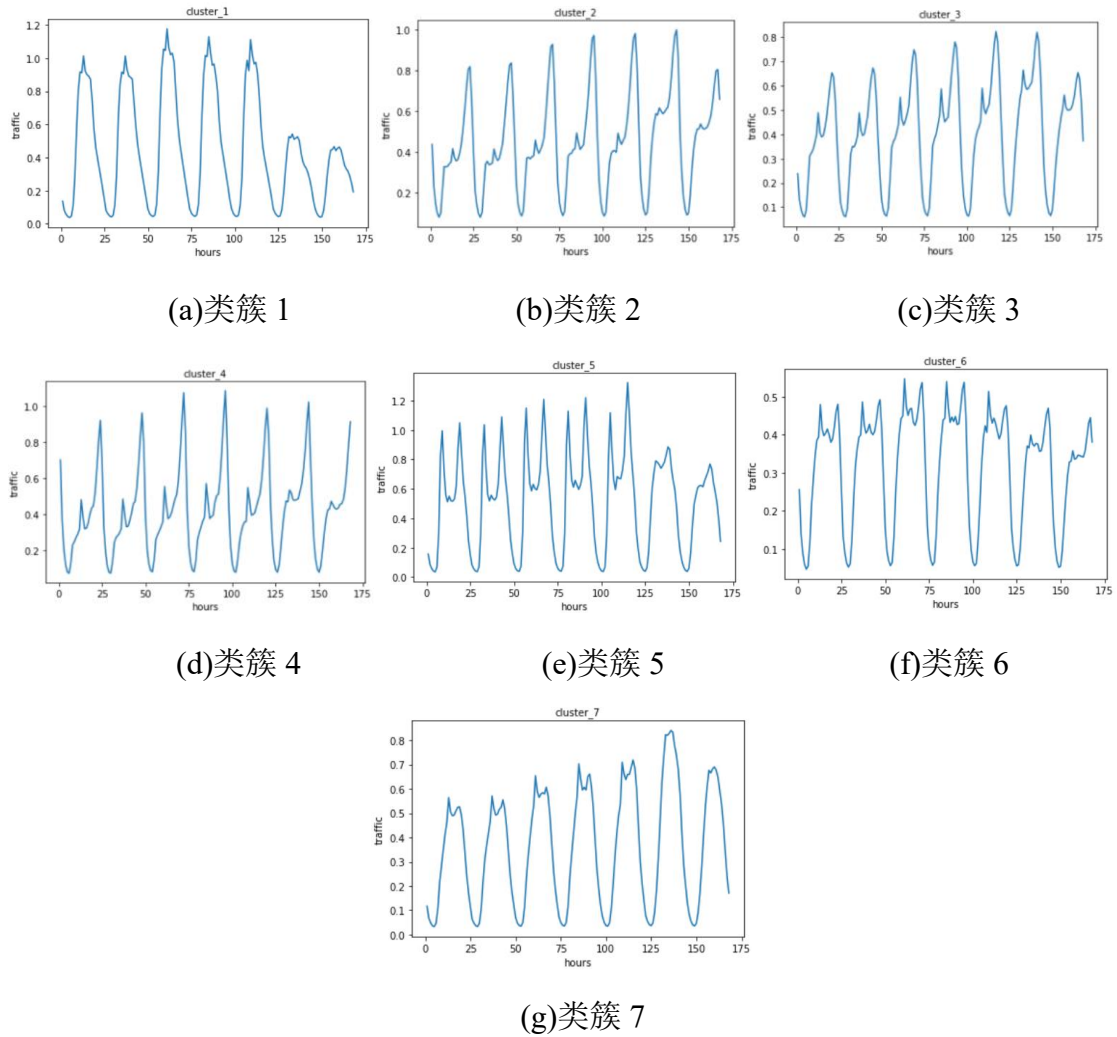 cluster_1
traffic
1.2
1.0
0.8
0.6
0.4
0.2
0.0
0 25 50 75 100 125 150 175
hours
cluster_2
traffic
1.0
0.8
0.6
0.4
0.2
0 25 50 75 100 125 150 175
hours
cluster_3
traffic
0.8
0.7
0.6
0.5
0.4
0.3
0.2
0.1
0 25 50 75 100 125 150 175
hours
(a)类簇 1
(b)类簇 2
(c)类簇 3
cluster_4
traffic
1.0
0.8
0.6
0.4
0.2
0 25 50 75 100 125 150 175
hours
cluster_5
traffic
1.2
1.0
0.8
0.6
0.4
0.2
0.0
0 25 50 75 100 125 150 175
hours
cluster_6
traffic
0.5
0.4
0.3
0.2
0.1
0 25 50 75 100 125 150 175
hours
(d)类簇 4
(e)类簇 5
(f)类簇 6
cluster_7
traffic
0.8
0.7
0.6
0.5
0.4
0.3
0.2
0.1
0.0
0 25 50 75 100 125 150 175
hours
(g)类簇 7